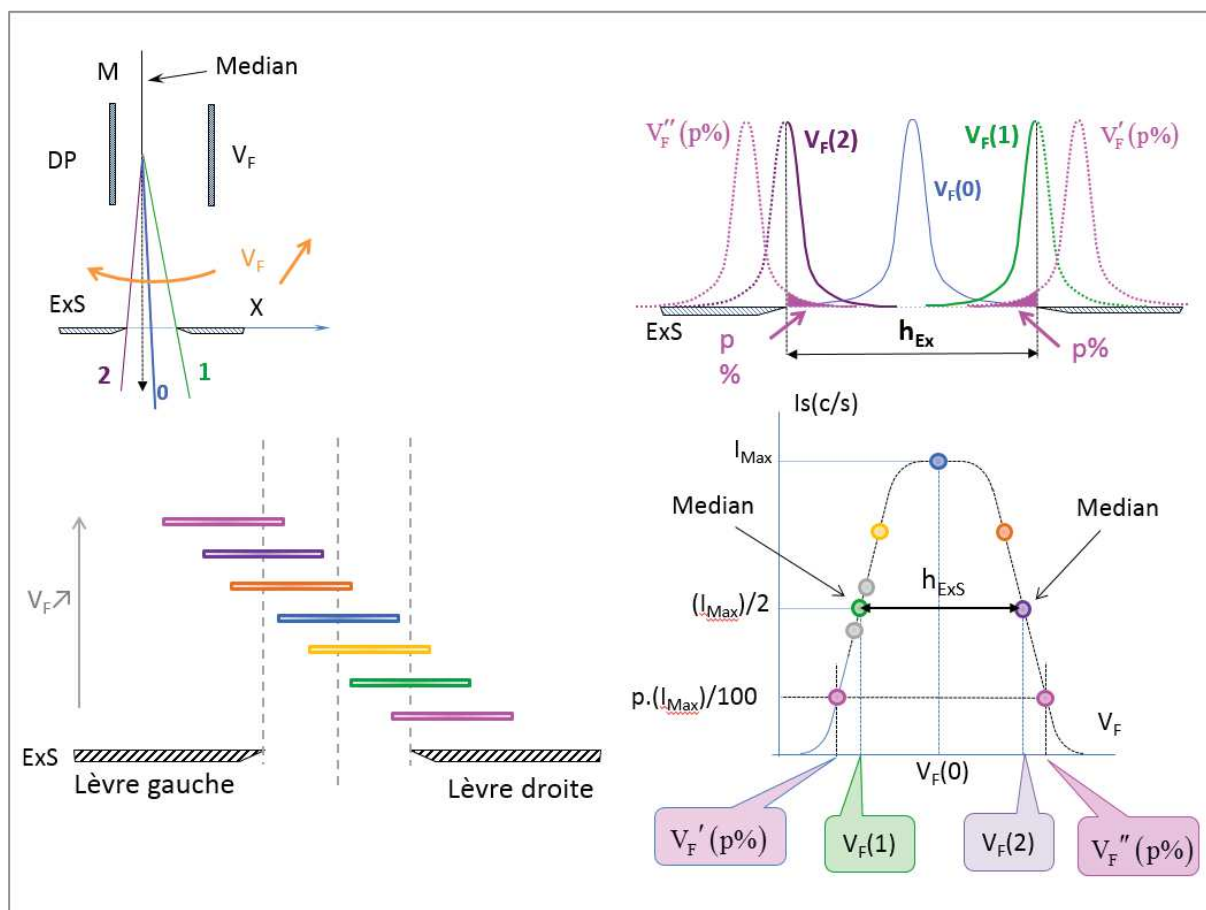 M
Median
DP
V_F
V_F
ExS
X
2
0
1
V_F''(p%)
V_F(2)
V_F(0)
V_F(1)
V_F'(p%)
ExS
p
%
h_Ex
p%
V_F↗
ExS
Lèvre gauche
Lèvre droite
Is(c/s)
I_Max
Median
Median
h_ExS
(I_Max)/2
p.(I_Max)/100
V_F
V_F(0)
V_F'(p%)
V_F(1)
V_F(2)
V_F''(p%)